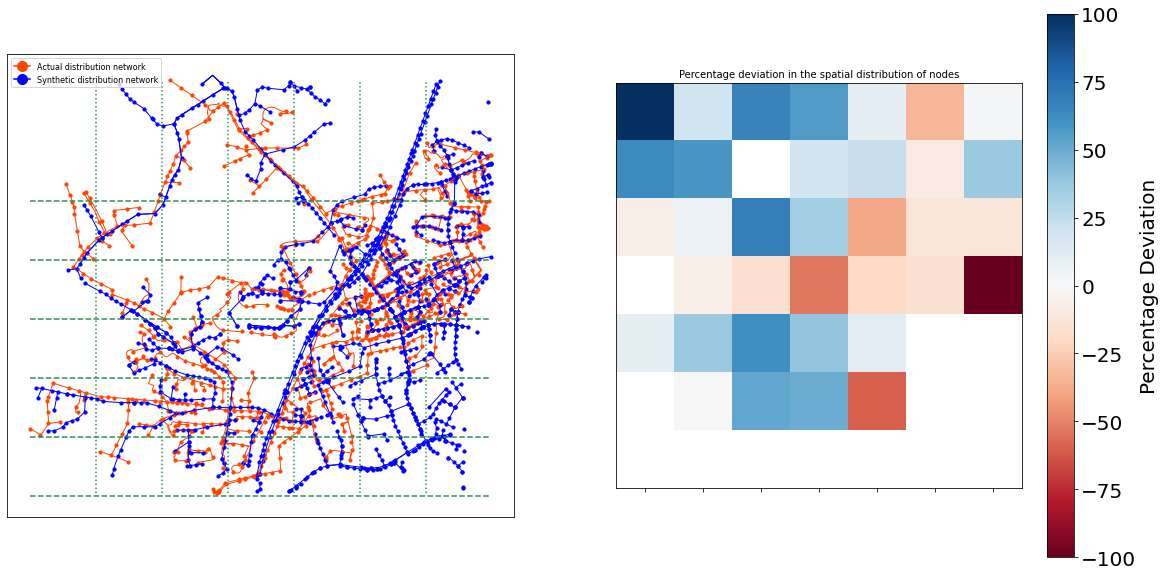 Actual distribution network
Synthetic distribution network
Percentage deviation in the spatial distribution of nodes
100
75
50
25
0
−25
−50
−75
−100
Percentage Deviation